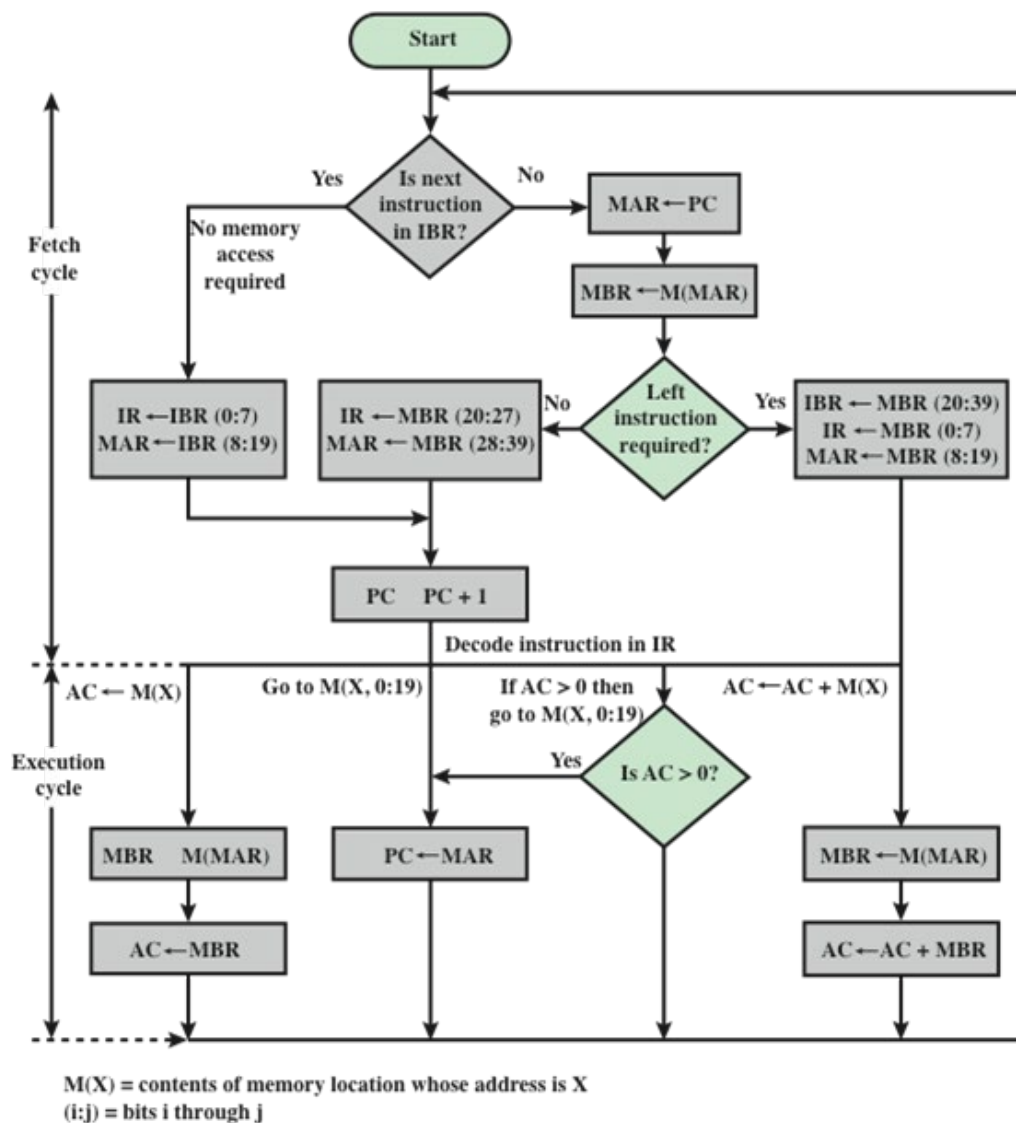 Start
Yes
Is next
instruction
in IBR?
No
MAR ← PC
No memory
access
required
Fetch
cycle
MBR ← M(MAR)
IR ← IBR (0:7)
MAR ← IBR (8:19)
IR ← MBR (20:27)
MAR ← MBR (28:39)
No
Left
instruction
required?
Yes
IBR ← MBR (20:39)
IR ← MBR (0:7)
MAR ← MBR (8:19)
PC PC + 1
Decode instruction in IR
AC ← M(X)
Go to M(X, 0:19)
If AC > 0 then
go to M(X, 0:19)
AC ← AC + M(X)
Execution
cycle
Yes
Is AC > 0?
MBR M(MAR)
PC ← MAR
MBR ← M(MAR)
AC ← MBR
AC ← AC + MBR
M(X) = contents of memory location whose address is X
(i:j) = bits i through j